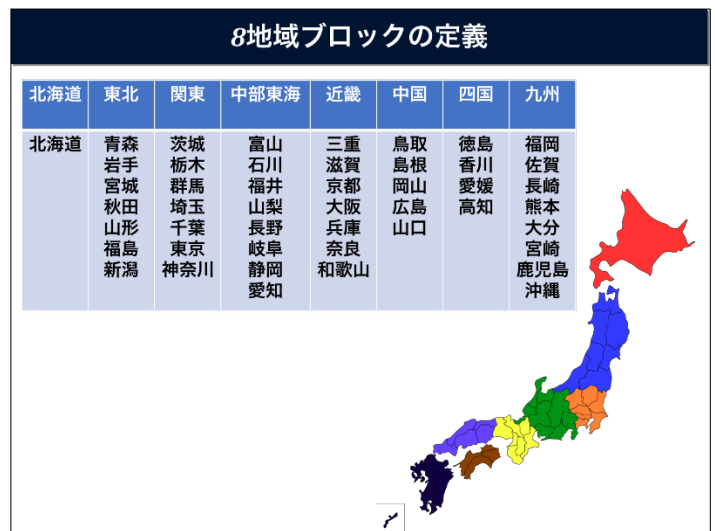 8地域ブロックの定義
北海道 東北 関東 中部東海 近畿 中国 四国 九州
北海道 青森 茨城 富山 三重 鳥取 徳島 福岡
岩手 栃木 石川 滋賀 島根 香川 佐賀
宮城 群馬 福井 京都 岡山 愛媛 長崎
秋田 埼玉 山梨 大阪 広島 高知 熊本
山形 千葉 長野 兵庫 山口 大分
福島 東京 岐阜 奈良 宮崎
新潟 神奈川 静岡 和歌山 鹿児島
愛知 沖縄